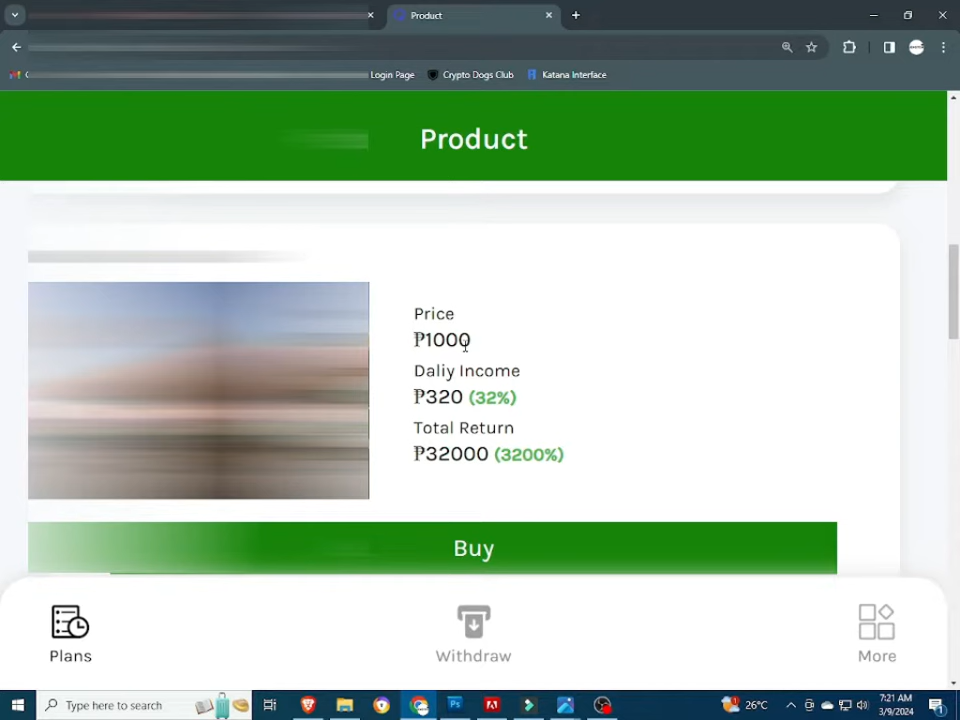 Product
Login Page
Crypto Dogs Club
Katana Interface
Product
Price
₱1000
Daliy Income
₱320 (32%)
Total Return
₱32000 (3200%)
Buy
Plans
Withdraw
More
Type here to search
26°C
7:21 AM
3/9/2024